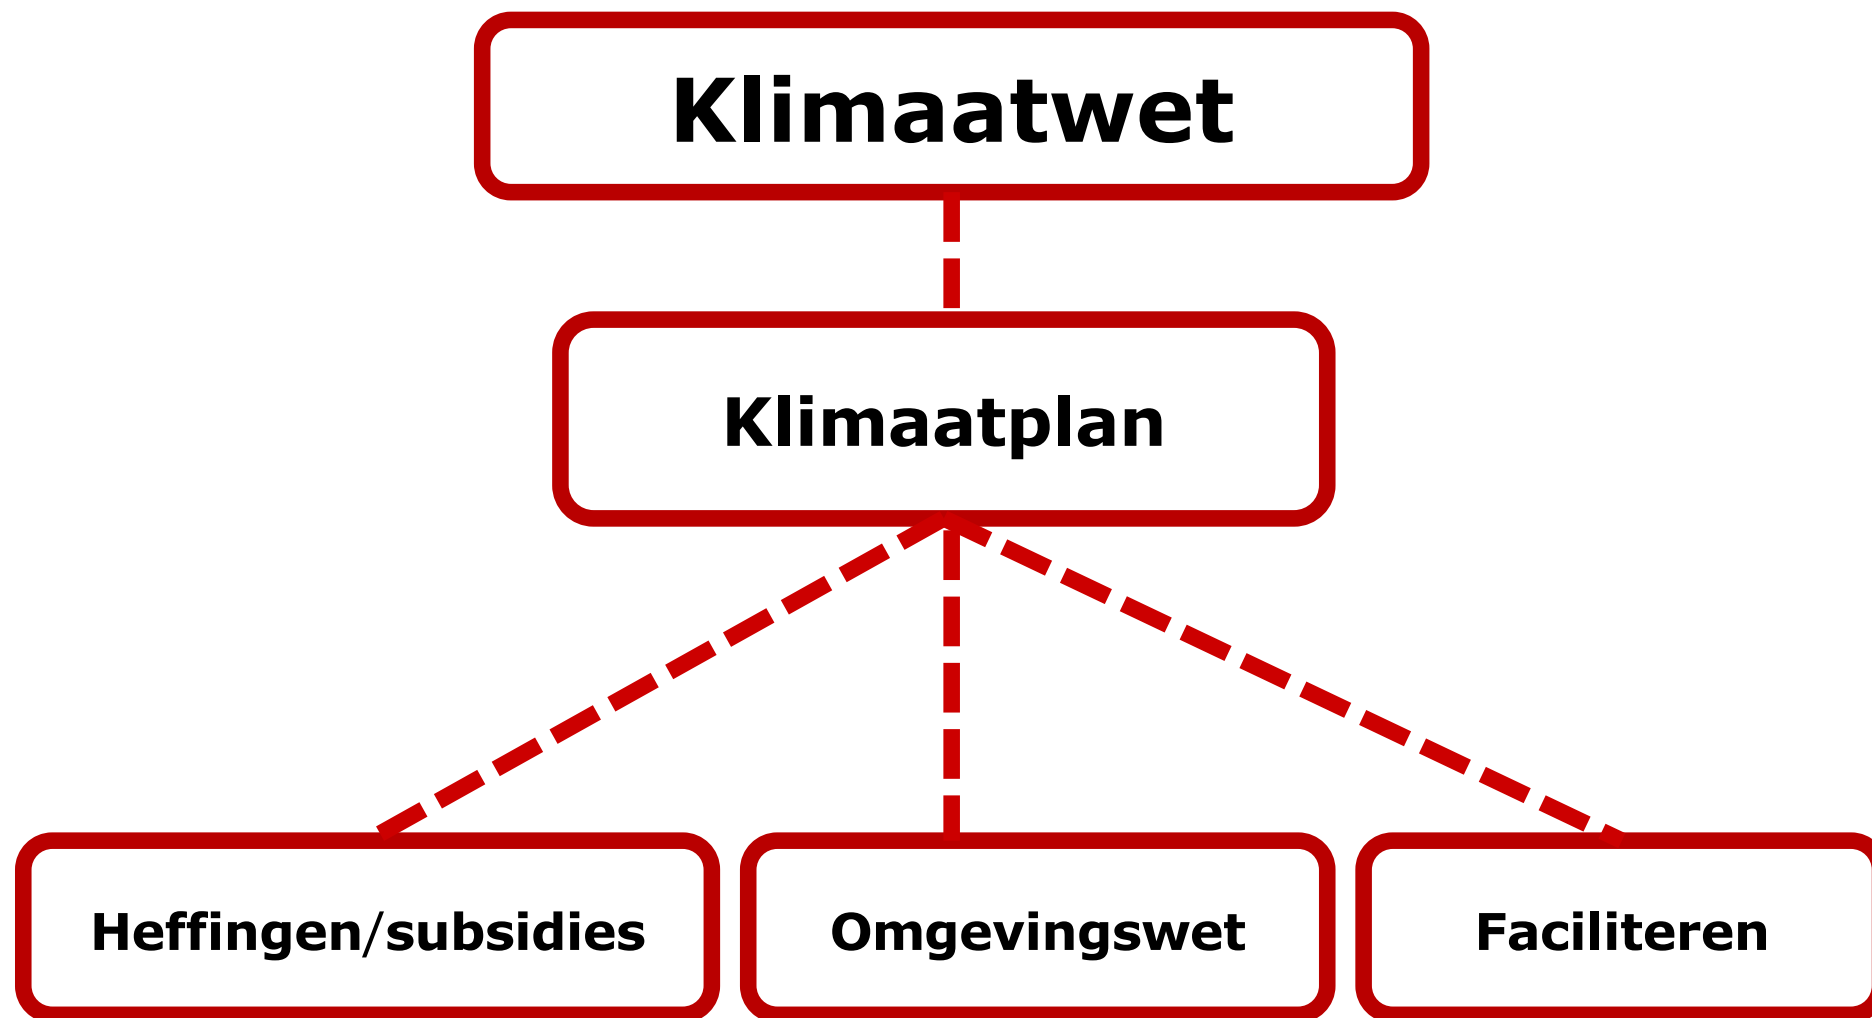 Klimaatwet
Klimaatplan
Heffingen/subsidies
Omgevingswet
Faciliteren